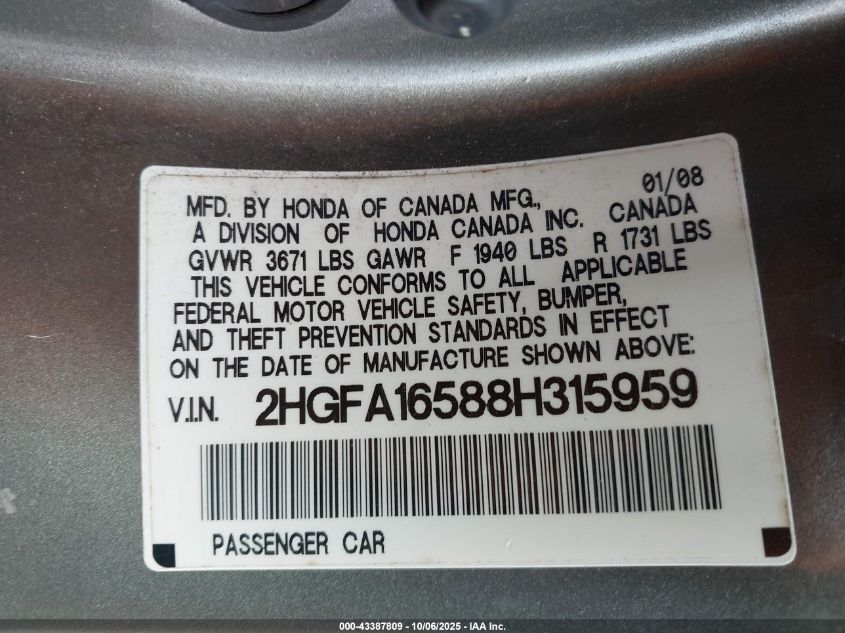 01/08
MFD. BY HONDA OF CANADA MFG.,
A DIVISION OF HONDA CANADA INC. CANADA
GVWR 3671 LBS GAWR F 1940 LBS R 1731 LBS
THIS VEHICLE CONFORMS TO ALL APPLICABLE
FEDERAL MOTOR VEHICLE SAFETY, BUMPER,
AND THEFT PREVENTION STANDARDS IN EFFECT
ON THE DATE OF MANUFACTURE SHOWN ABOVE:
V.I.N. 2HGFA16588H315959
PASSENGER CAR
000-43387809 - 10/06/2025 - IAA Inc.